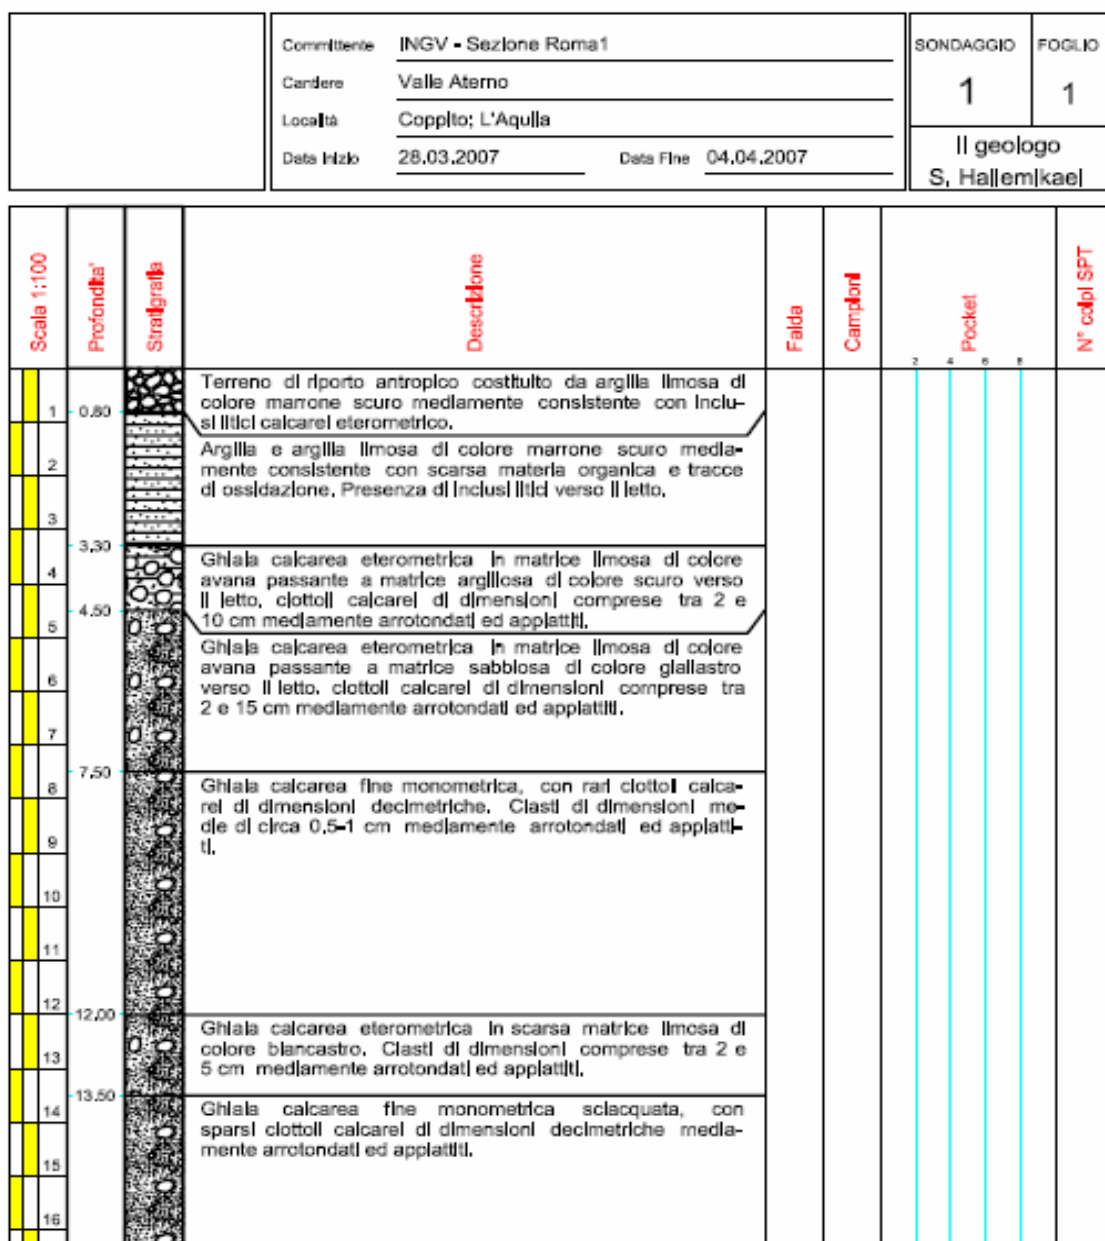 Committente INGV - Sezione Roma1
Cantiere Valle Aterno
Località Coppito; L'Aquila
Data Inizio 28.03.2007 Data Fine 04.04.2007
SONDAGGIO FOGLIO
1 1
Il geologo
S. Hallemikael
Scala 1:100 Profondita' Stratigrafia Descrizione Falda Campioni Pocket N° colpi SPT
2 4 6 8
Terreno di riporto antropico costituito da argilla limosa di
colore marrone scuro mediamente consistente con inclu-
si litici calcarei eterometrico.
0.80
Argilla e argilla limosa di colore marrone scuro media-
mente consistente con scarsa materia organica e tracce
di ossidazione. Presenza di inclusi litici verso il letto.
3.30
Ghiaia calcarea eterometrica in matrice limosa di colore
avana passante a matrice argillosa di colore scuro verso
il letto, ciottoli calcarei di dimensioni comprese tra 2 e
10 cm mediamente arrotondati ed appiattiti.
4.50
Ghiaia calcarea eterometrica in matrice limosa di colore
avana passante a matrice sabbiosa di colore giallastro
verso il letto. ciottoli calcarei di dimensioni comprese tra
2 e 15 cm mediamente arrotondati ed appiattiti.
7.50
Ghiaia calcarea fine monometrica, con rari ciottoli calca-
rei di dimensioni decimetriche. Clasti di dimensioni me-
die di circa 0,5-1 cm mediamente arrotondati ed appiatti-
ti.
12.00
Ghiaia calcarea eterometrica in scarsa matrice limosa di
colore biancastro. Clasti di dimensioni comprese tra 2 e
5 cm mediamente arrotondati ed appiattiti.
13.50
Ghiaia calcarea fine monometrica sciacquata, con
sparsi ciottoli calcarei di dimensioni decimetriche media-
mente arrotondati ed appiattiti.
1
2
3
4
5
6
7
8
9
10
11
12
13
14
15
16